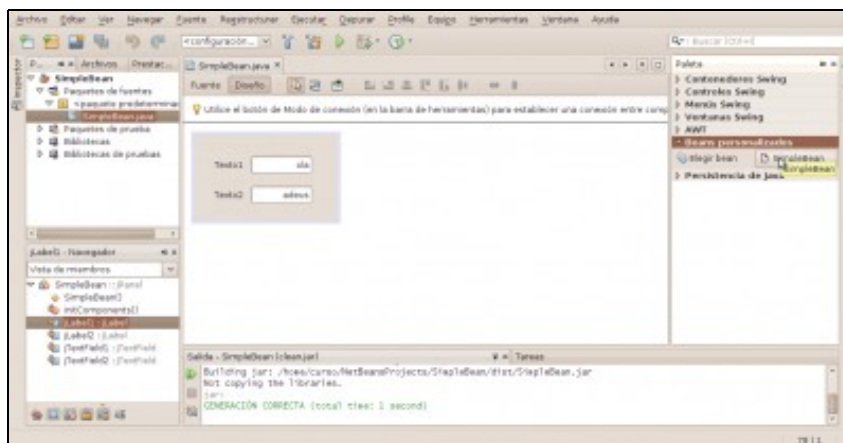 Archivo Editar Ver Navegar Fuente Reestructurar Ejecutar Depurar Profile Equipo Herramientas Ventana Ayuda
<configuración...
Buscar (Ctrl+I)
P... Archivos Prestac...
SimpleBean
Paquetes de fuentes
<paquete predeterminado
SimpleBean.java
Paquetes de prueba
Bibliotecas
Bibliotecas de pruebas
SimpleBean.java
Fuente Diseño
Utilice el botón de Modo de conexión (en la barra de herramientas) para establecer una conexión entre comp
Texto1 ola
Texto2 adeus
Paleta
Contenedores Swing
Controles Swing
Menús Swing
Ventanas Swing
AWT
Beans personalizados
Elegir bean SimpleBean
SimpleBean
Persistencia de Java
jLabel1 - Navegador
Vista de miembros
SimpleBean :: JPanel
SimpleBean()
initComponents()
jLabel1 : JLabel
jLabel2 : JLabel
jTextField1 : JTextField
jTextField2 : JTextField
Salida - SimpleBean (clean,jar) Tareas
Building jar: /home/curso/NetBeansProjects/SimpleBean/dist/SimpleBean.jar
Not copying the libraries.
jar:
GENERACIÓN CORRECTA (total time: 1 second)